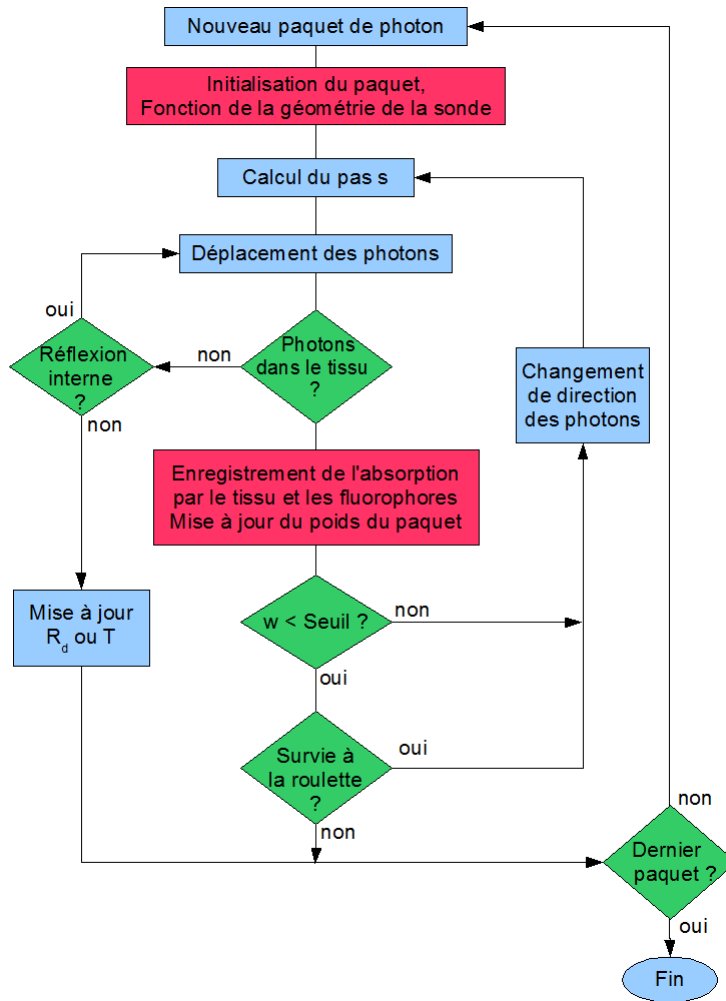 Nouveau paquet de photon
Initialisation du paquet,
Fonction de la géométrie de la sonde
Calcul du pas s
Déplacement des photons
oui
Réflexion
interne
?
non
Photons
dans le tissu
?
non
Changement
de direction
des photons
Enregistrement de l'absorption
par le tissu et les fluorophores
Mise à jour du poids du paquet
Mise à jour
R_d ou T
w < Seuil ?
non
oui
Survie à
la roulette
?
oui
non
non
Dernier
paquet ?
oui
Fin